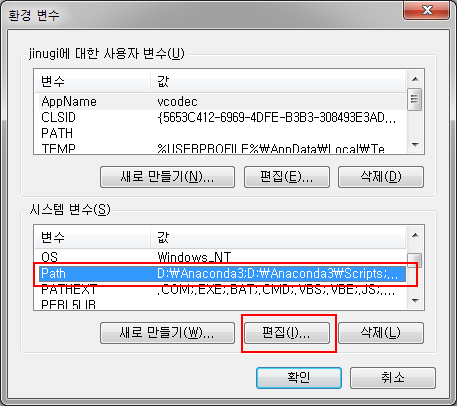 환경 변수
jinugi에 대한 사용자 변수(U)
변수 값
AppName vcodec
CLSID {5653C412-6969-4DFE-B3B3-308493E3AD...
PATH
TEMP %USERPROFILE%\AppData\Local\Te...
새로 만들기(N)... 편집(E)... 삭제(D)
시스템 변수(S)
변수 값
OS Windows_NT
Path D:\Anaconda3;D:\Anaconda3\Scripts;...
PATHEXT .COM;.EXE;.BAT;.CMD;.VBS;.VBE;.JS;...
PERL5LIB
새로 만들기(W)... 편집(I)... 삭제(L)
확인 취소